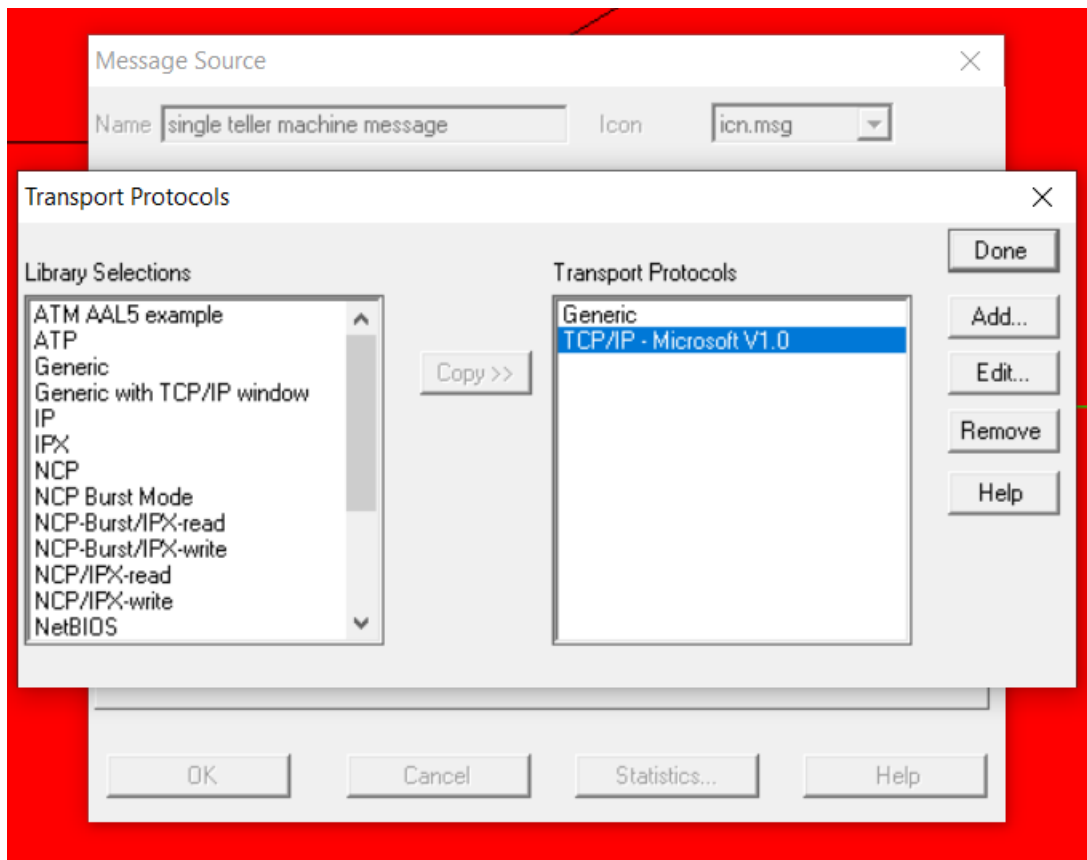 Message Source
Name single teller machine message Icon icn.msg
Transport Protocols
Library Selections
ATM AAL5 example
ATP
Generic
Generic with TCP/IP window
IP
IPX
NCP
NCP Burst Mode
NCP-Burst/IPX-read
NCP-Burst/IPX-write
NCP/IPX-read
NCP/IPX-write
NetBIOS
Copy >>
Transport Protocols
Generic
TCP/IP - Microsoft V1.0
Done
Add...
Edit...
Remove
Help
OK Cancel Statistics... Help